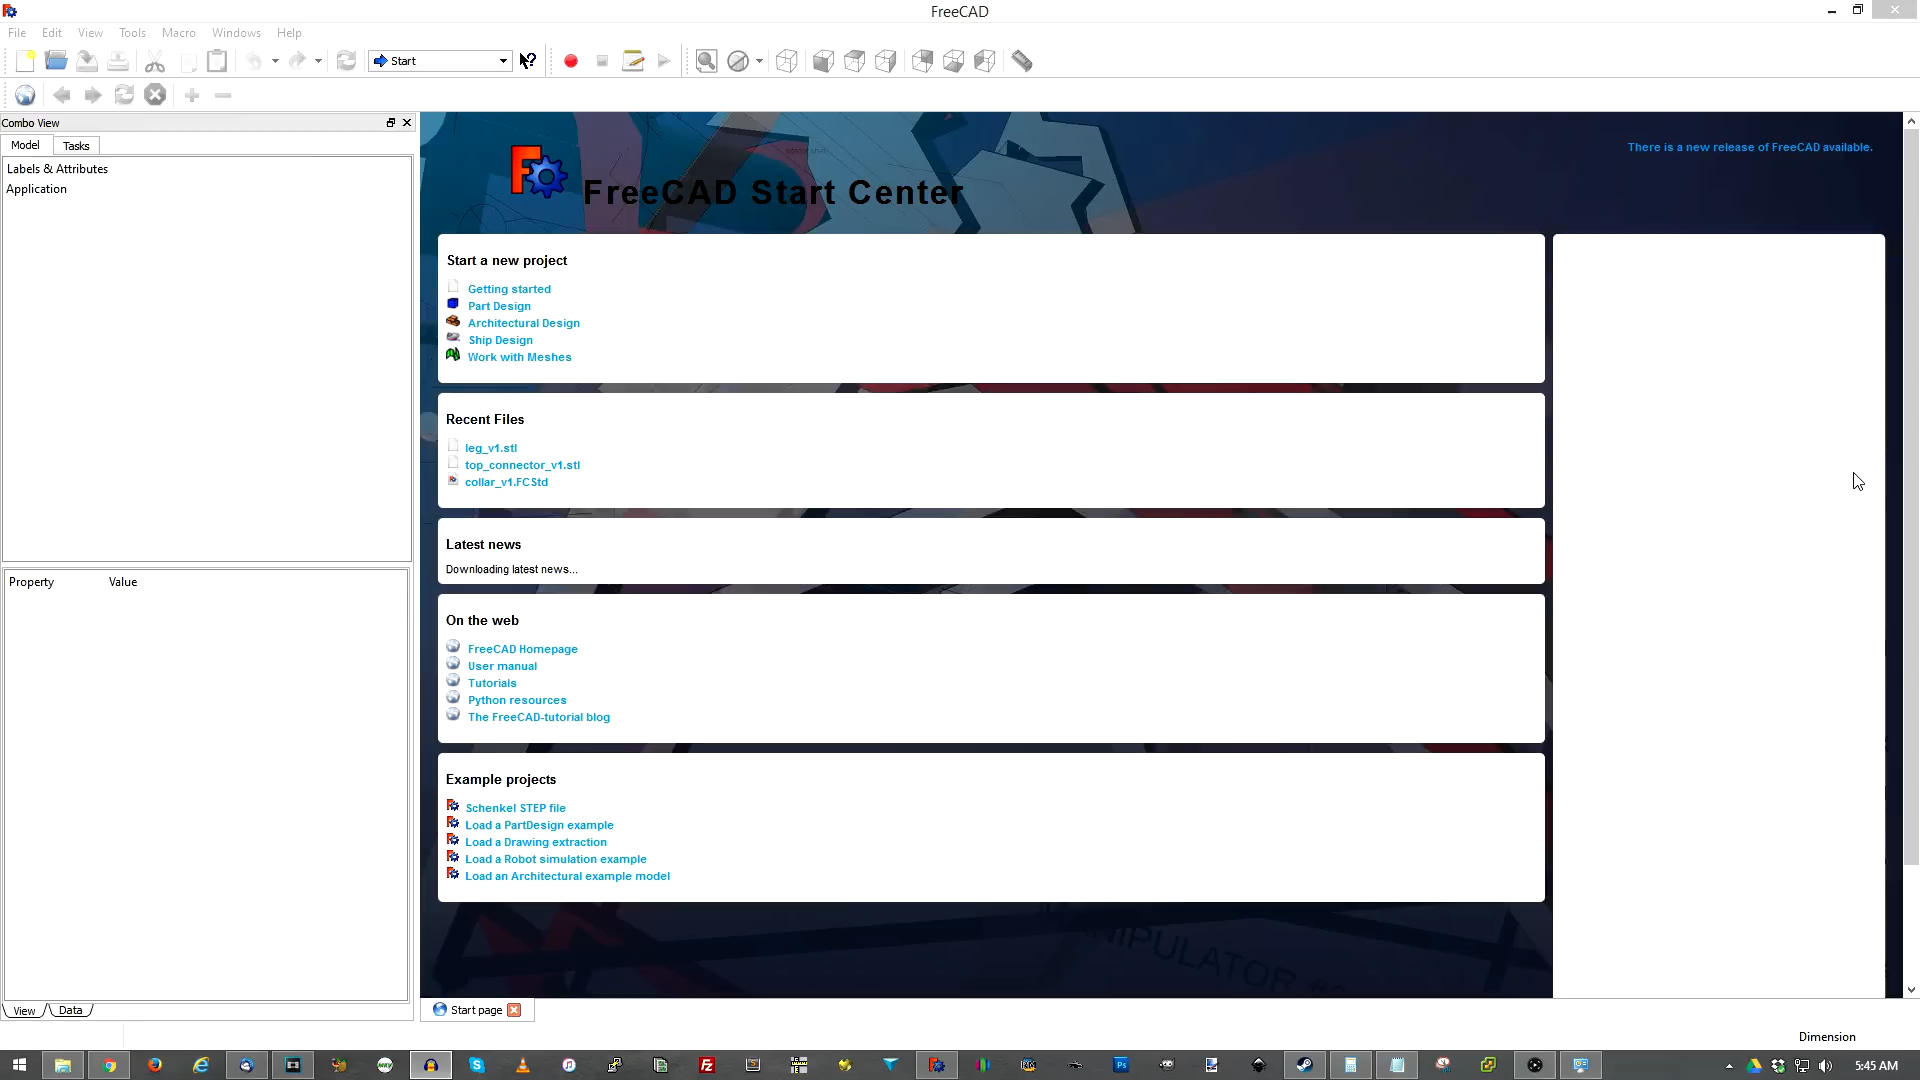 FreeCAD
File Edit View Tools Macro Windows Help
Start
Combo View
Model Tasks
Labels & Attributes
Application
Property Value
View Data
There is a new release of FreeCAD available.
FreeCAD Start Center
Start a new project
Getting started
Part Design
Architectural Design
Ship Design
Work with Meshes
Recent Files
leg_v1.stl
top_connector_v1.stl
collar_v1.FCStd
Latest news
Downloading latest news...
On the web
FreeCAD Homepage
User manual
Tutorials
Python resources
The FreeCAD-tutorial blog
Example projects
Schenkel STEP file
Load a PartDesign example
Load a Drawing extraction
Load a Robot simulation example
Load an Architectural example model
Start page
Dimension
5:45 AM